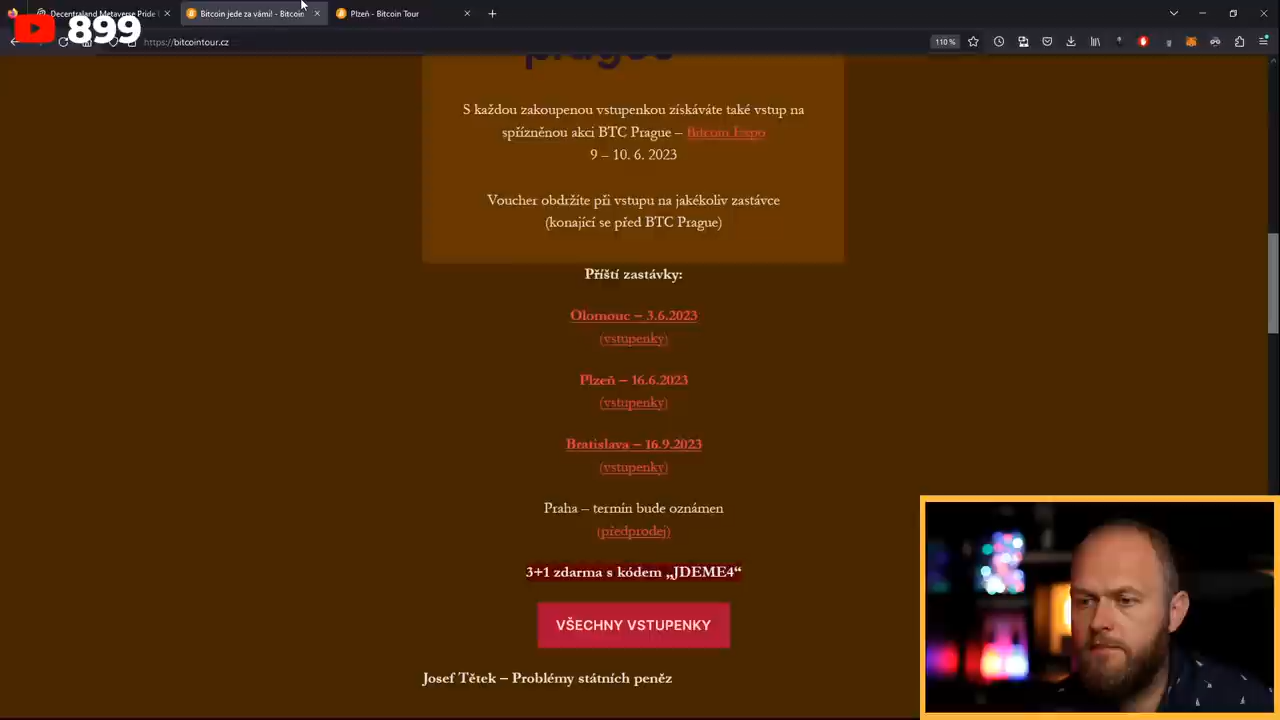 Decentraland Metaverse Pride
Bitcoin jede za vámi! - Bitcoin
Plzeň - Bitcoin Tour
899
https://bitcointour.cz
110 %
prague
S každou zakoupenou vstupenkou získáváte také vstup na
spřízněnou akci BTC Prague – Bitcoin Expo
9 – 10. 6. 2023
Voucher obdržíte při vstupu na jakékoliv zastávce
(konající se před BTC Prague)
Příští zastávky:
Olomouc – 3.6.2023
(vstupenky)
Plzeň – 16.6.2023
(vstupenky)
Bratislava – 16.9.2023
(vstupenky)
Praha – termín bude oznámen
(předprodej)
3+1 zdarma s kódem „JDEME4“
VŠECHNY VSTUPENKY
Josef Tětek – Problémy státních peněz